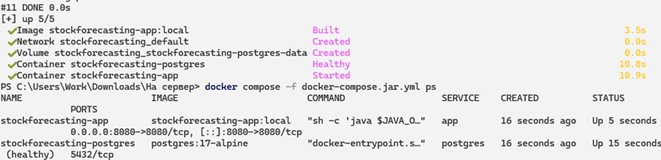 #11 DONE 0.0s
[+] up 5/5
✔Image stockforecasting-app:local Built 3.5s
✔Network stockforecasting_default Created 0.0s
✔Volume stockforecasting_stockforecasting-postgres-data Created 0.0s
✔Container stockforecasting-postgres Healthy 10.8s
✔Container stockforecasting-app Started 10.9s
PS C:\Users\Work\Downloads\На сервер> docker compose -f docker-compose.jar.yml ps
NAME IMAGE COMMAND SERVICE CREATED STATUS
PORTS
stockforecasting-app stockforecasting-app:local "sh -c 'java $JAVA_O…" app 16 seconds ago Up 5 seconds
0.0.0.0:8080->8080/tcp, [::]:8080->8080/tcp
stockforecasting-postgres postgres:17-alpine "docker-entrypoint.s…" postgres 16 seconds ago Up 15 seconds
(healthy) 5432/tcp